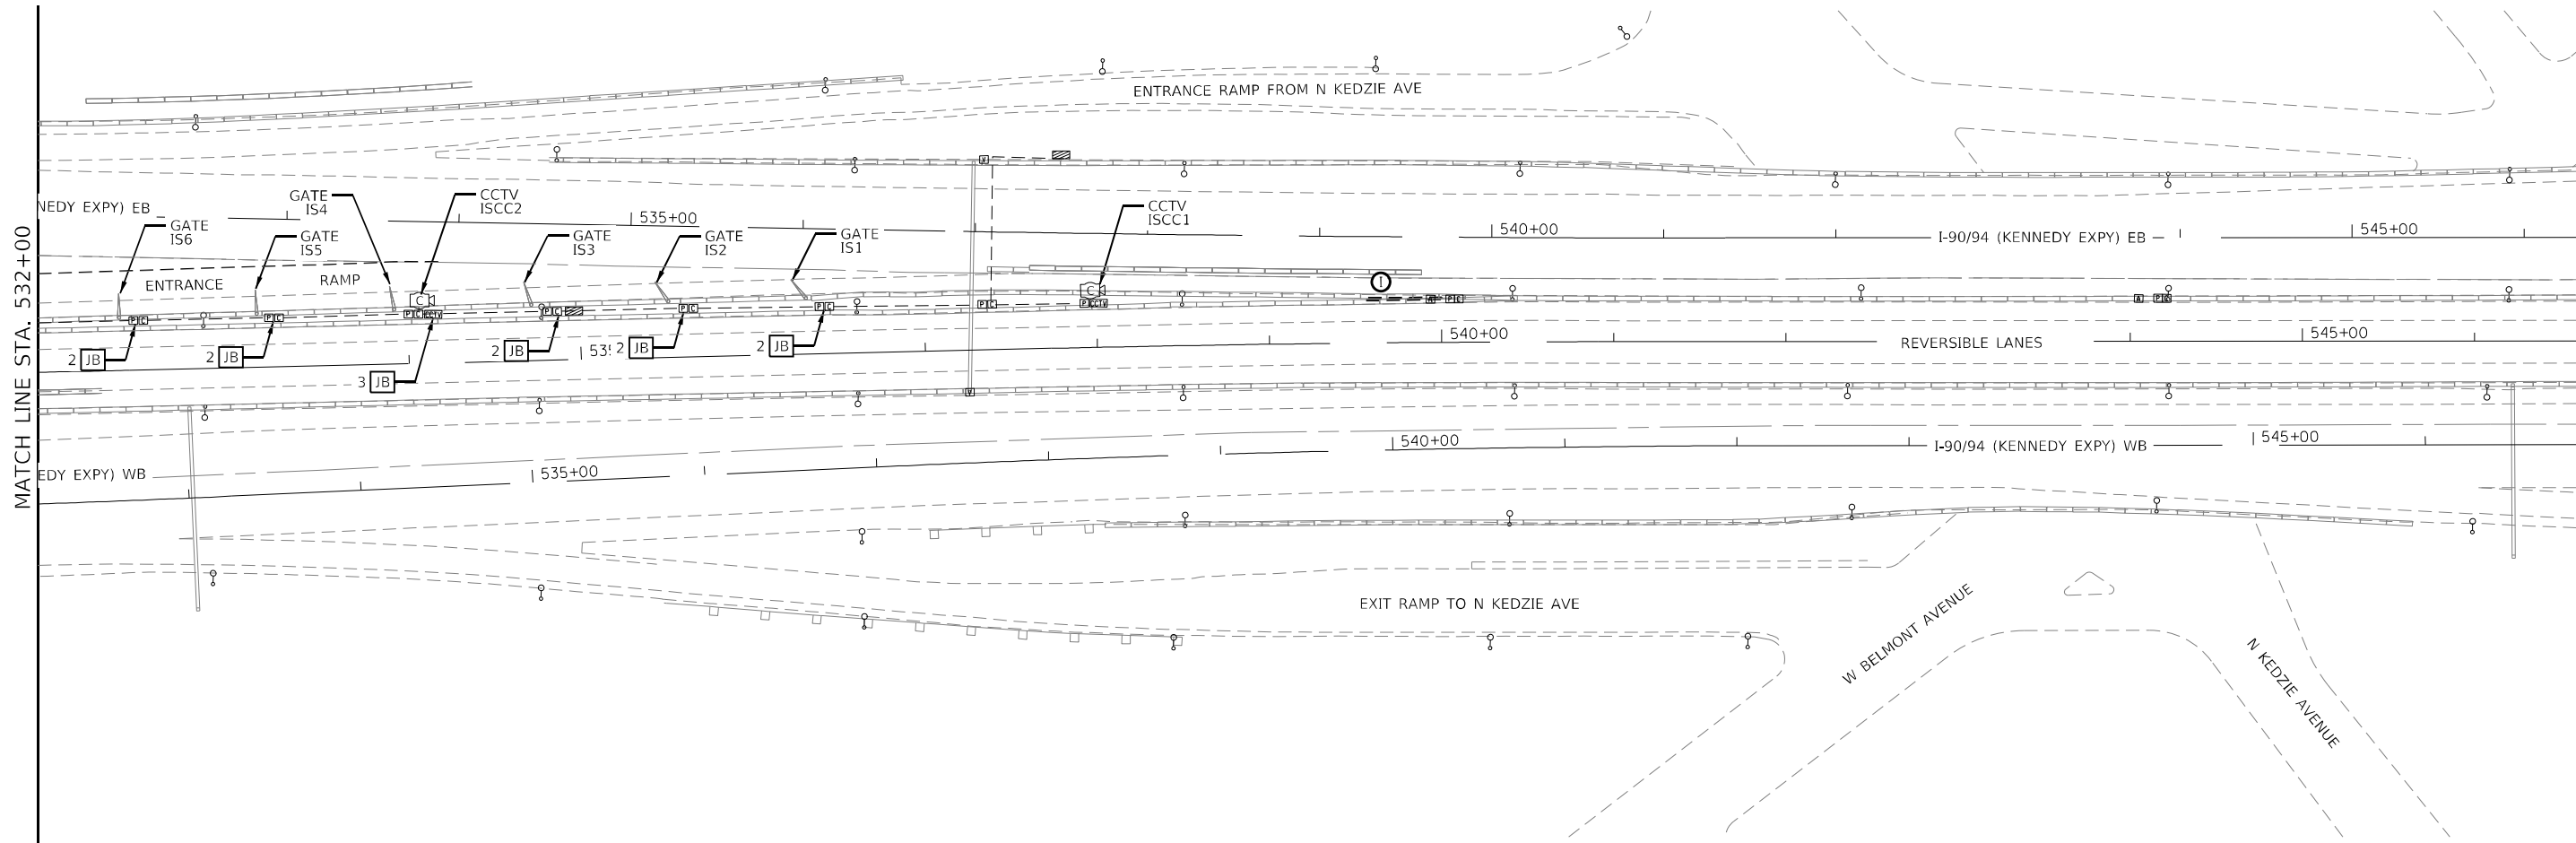 MATCH LINE STA. 532+00
ENTRANCE RAMP FROM N KEDZIE AVE
NEDY EXPY) EB
GATE
IS6
GATE
IS5
GATE
IS4
CCTV
ISCC2
535+00
GATE
IS3
GATE
IS2
GATE
IS1
CCTV
ISCC1
540+00
I-90/94 (KENNEDY EXPY) EB
545+00
ENTRANCE RAMP
C
C
I
P C
P C
P C CCTV
P C
P C
P C
P C
P C CCTV
P C
A
P C
2 JB
2 JB
3 JB
2 JB
2 JB
2 JB
540+00
REVERSIBLE LANES
545+00
EDY EXPY) WB
535+00
540+00
I-90/94 (KENNEDY EXPY) WB
545+00
EXIT RAMP TO N KEDZIE AVE
W BELMONT AVENUE
N KEDZIE AVENUE